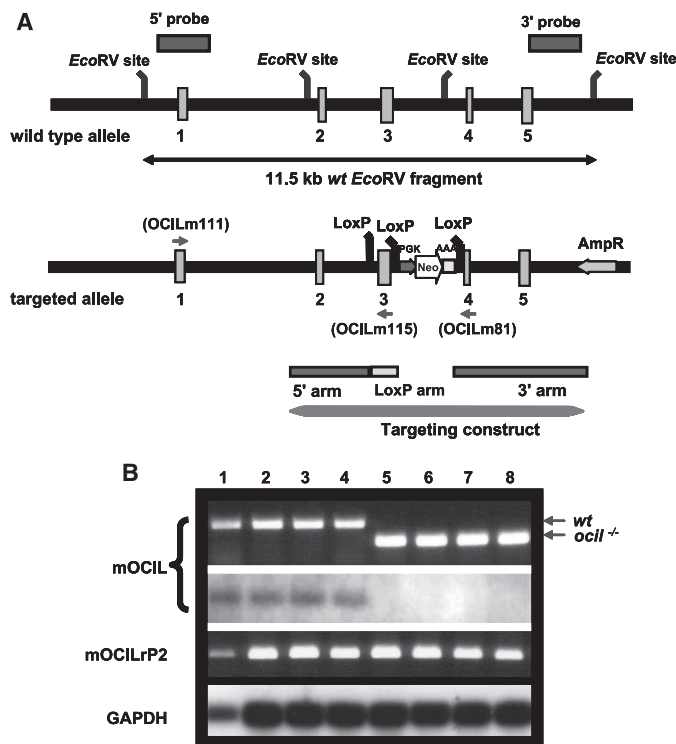 A
5' probe
3' probe
EcoRV site
EcoRV site
EcoRV site
EcoRV site
wild type allele
1
2
3
4
5
11.5 kb wt EcoRV fragment
(OCILm111)
LoxP
LoxP
LoxP
PGK
Neo
AmpR
targeted allele
1
2
3
4
5
(OCILm115)
(OCILm81)
5' arm
LoxP arm
3' arm
Targeting construct
B
1 2 3 4 5 6 7 8
wt
ocil -/-
mOCIL
mOCILrP2
GAPDH